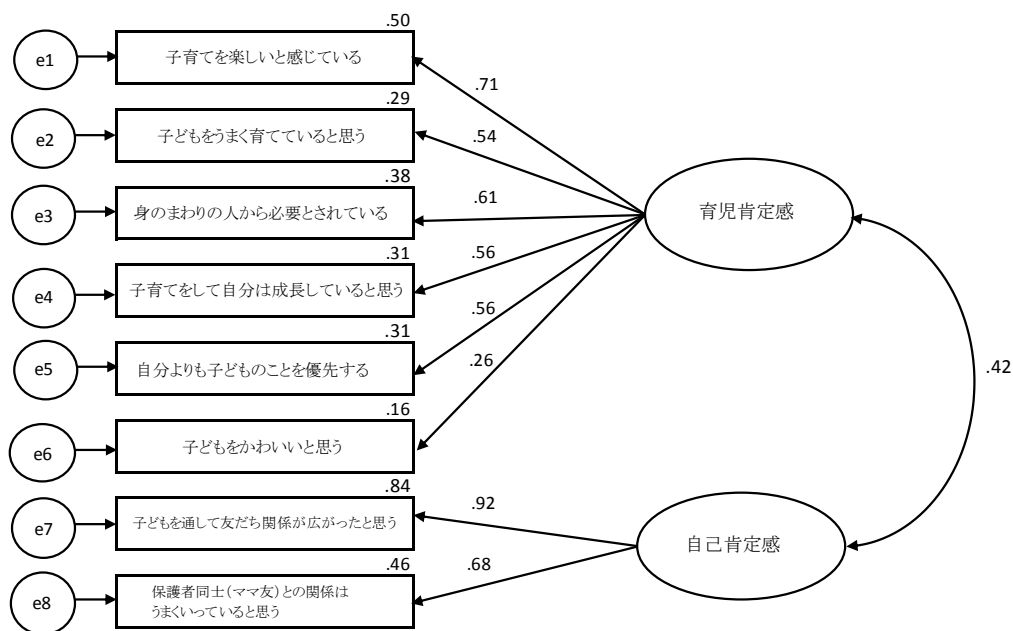 .50
e1
子育てを楽しいと感じている
.71
.29
e2
子どもをうまく育てていると思う
.54
.38
e3
身のまわりの人から必要とされている
.61
育児肯定感
.31
e4
子育てをして自分は成長していると思う
.56
.31
e5
自分よりも子どものことを優先する
.56
.26
.42
.16
e6
子どもをかわいいと思う
.84
e7
子どもを通して友だち関係が広がったと思う
.92
自己肯定感
.46
e8
保護者同士(ママ友)との関係は
うまくいっていると思う
.68